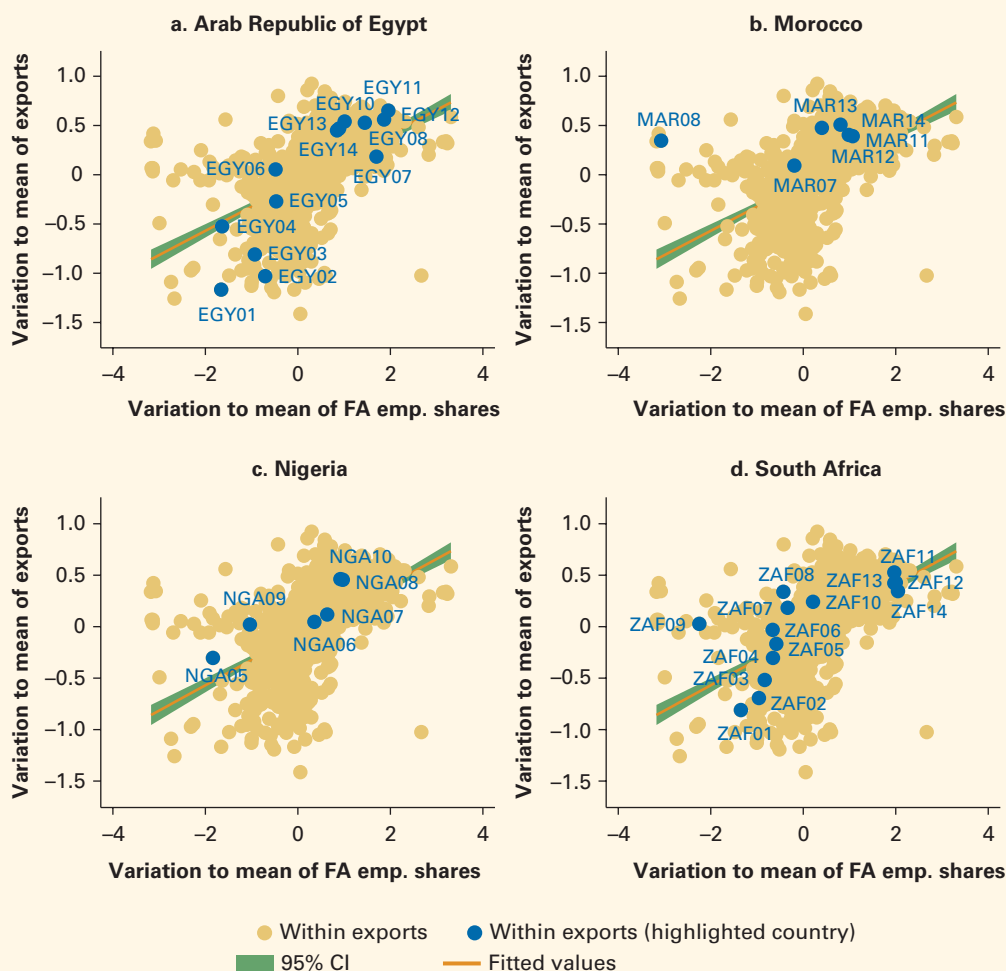 a. Arab Republic of Egypt
Variation to mean of exports
1.0
0.5
0
–0.5
–1.0
–1.5
EGY11
EGY10
EGY12
EGY13
EGY08
EGY14
EGY06
EGY07
EGY05
EGY04
EGY03
EGY02
EGY01
–4
–2
0
2
4
Variation to mean of FA emp. shares
b. Morocco
Variation to mean of exports
1.0
0.5
0
–0.5
–1.0
–1.5
MAR13
MAR08
MAR14
MAR11
MAR12
MAR07
–4
–2
0
2
4
Variation to mean of FA emp. shares
c. Nigeria
Variation to mean of exports
1.0
0.5
0
–0.5
–1.0
–1.5
NGA10
NGA08
NGA09
NGA07
NGA06
NGA05
–4
–2
0
2
4
Variation to mean of FA emp. shares
d. South Africa
Variation to mean of exports
1.0
0.5
0
–0.5
–1.0
–1.5
ZAF11
ZAF08
ZAF13
ZAF12
ZAF07
ZAF10
ZAF14
ZAF09
ZAF06
ZAF05
ZAF04
ZAF03
ZAF02
ZAF01
–4
–2
0
2
4
Variation to mean of FA emp. shares
Within exports
Within exports (highlighted country)
95% CI
Fitted values